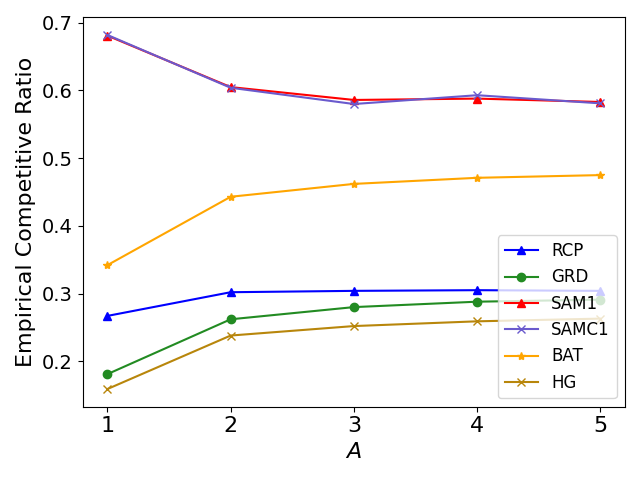 Empirical Competitive Ratio
0.7
0.6
0.5
0.4
0.3
0.2
1 2 3 4 5
A
RCP
GRD
SAM1
SAMC1
BAT
HG